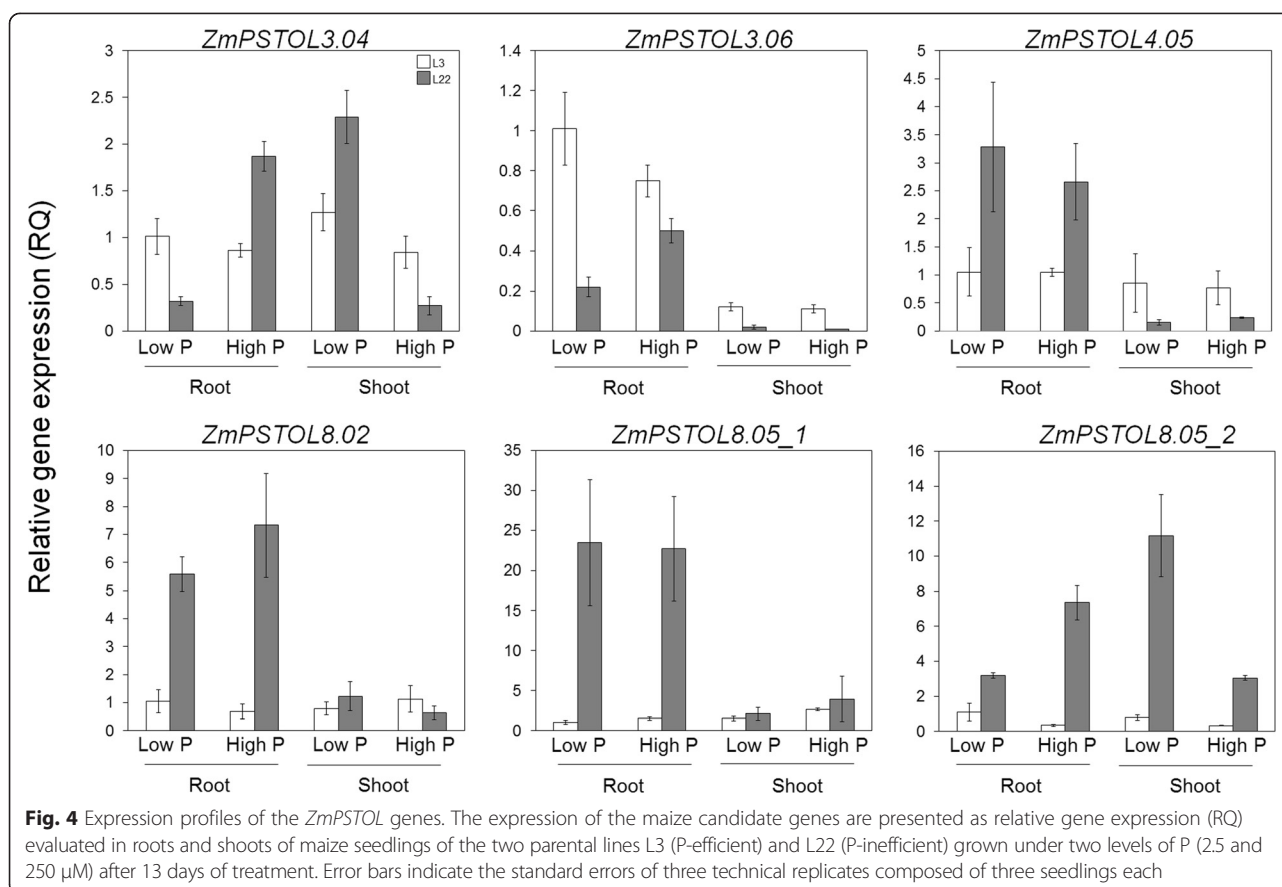 ZmPSTOL3.04
ZmPSTOL3.06
ZmPSTOL4.05
Relative gene expression (RQ)
3
2.5
2
1.5
1
0.5
0
L3
L22
Low P High P Low P High P
Root Shoot
1.4
1.2
1
0.8
0.6
0.4
0.2
0
Low P High P Low P High P
Root Shoot
5
4.5
4
3.5
3
2.5
2
1.5
1
0.5
0
Low P High P Low P High P
Root Shoot
ZmPSTOL8.02
ZmPSTOL8.05_1
ZmPSTOL8.05_2
10
9
8
7
6
5
4
3
2
1
0
Low P High P Low P High P
Root Shoot
35
30
25
20
15
10
5
0
Low P High P Low P High P
Root Shoot
16
14
12
10
8
6
4
2
0
Low P High P Low P High P
Root Shoot
Fig. 4 Expression profiles of the ZmPSTOL genes. The expression of the maize candidate genes are presented as relative gene expression (RQ)
evaluated in roots and shoots of maize seedlings of the two parental lines L3 (P-efficient) and L22 (P-inefficient) grown under two levels of P (2.5 and
250 μM) after 13 days of treatment. Error bars indicate the standard errors of three technical replicates composed of three seedlings each